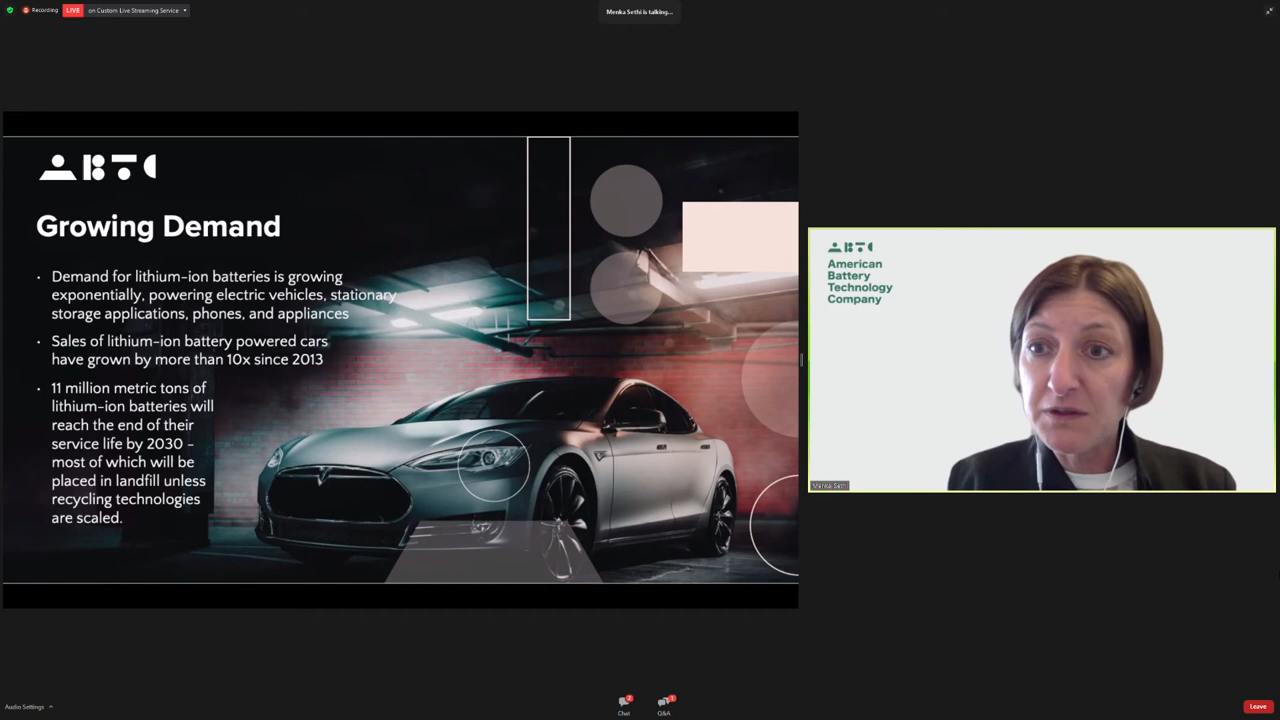 Recording
LIVE
on Custom Live Streaming Service
Menka Sethi is talking...
ABTC
Growing Demand
• Demand for lithium-ion batteries is growing
exponentially, powering electric vehicles, stationary
storage applications, phones, and appliances
• Sales of lithium-ion battery powered cars
have grown by more than 10x since 2013
• 11 million metric tons of
lithium-ion batteries will
reach the end of their
service life by 2030 -
most of which will be
placed in landfill unless
recycling technologies
are scaled.
ABTC
American
Battery
Technology
Company
Menka Sethi
Audio Settings
2
Chat
1
Q&A
Leave